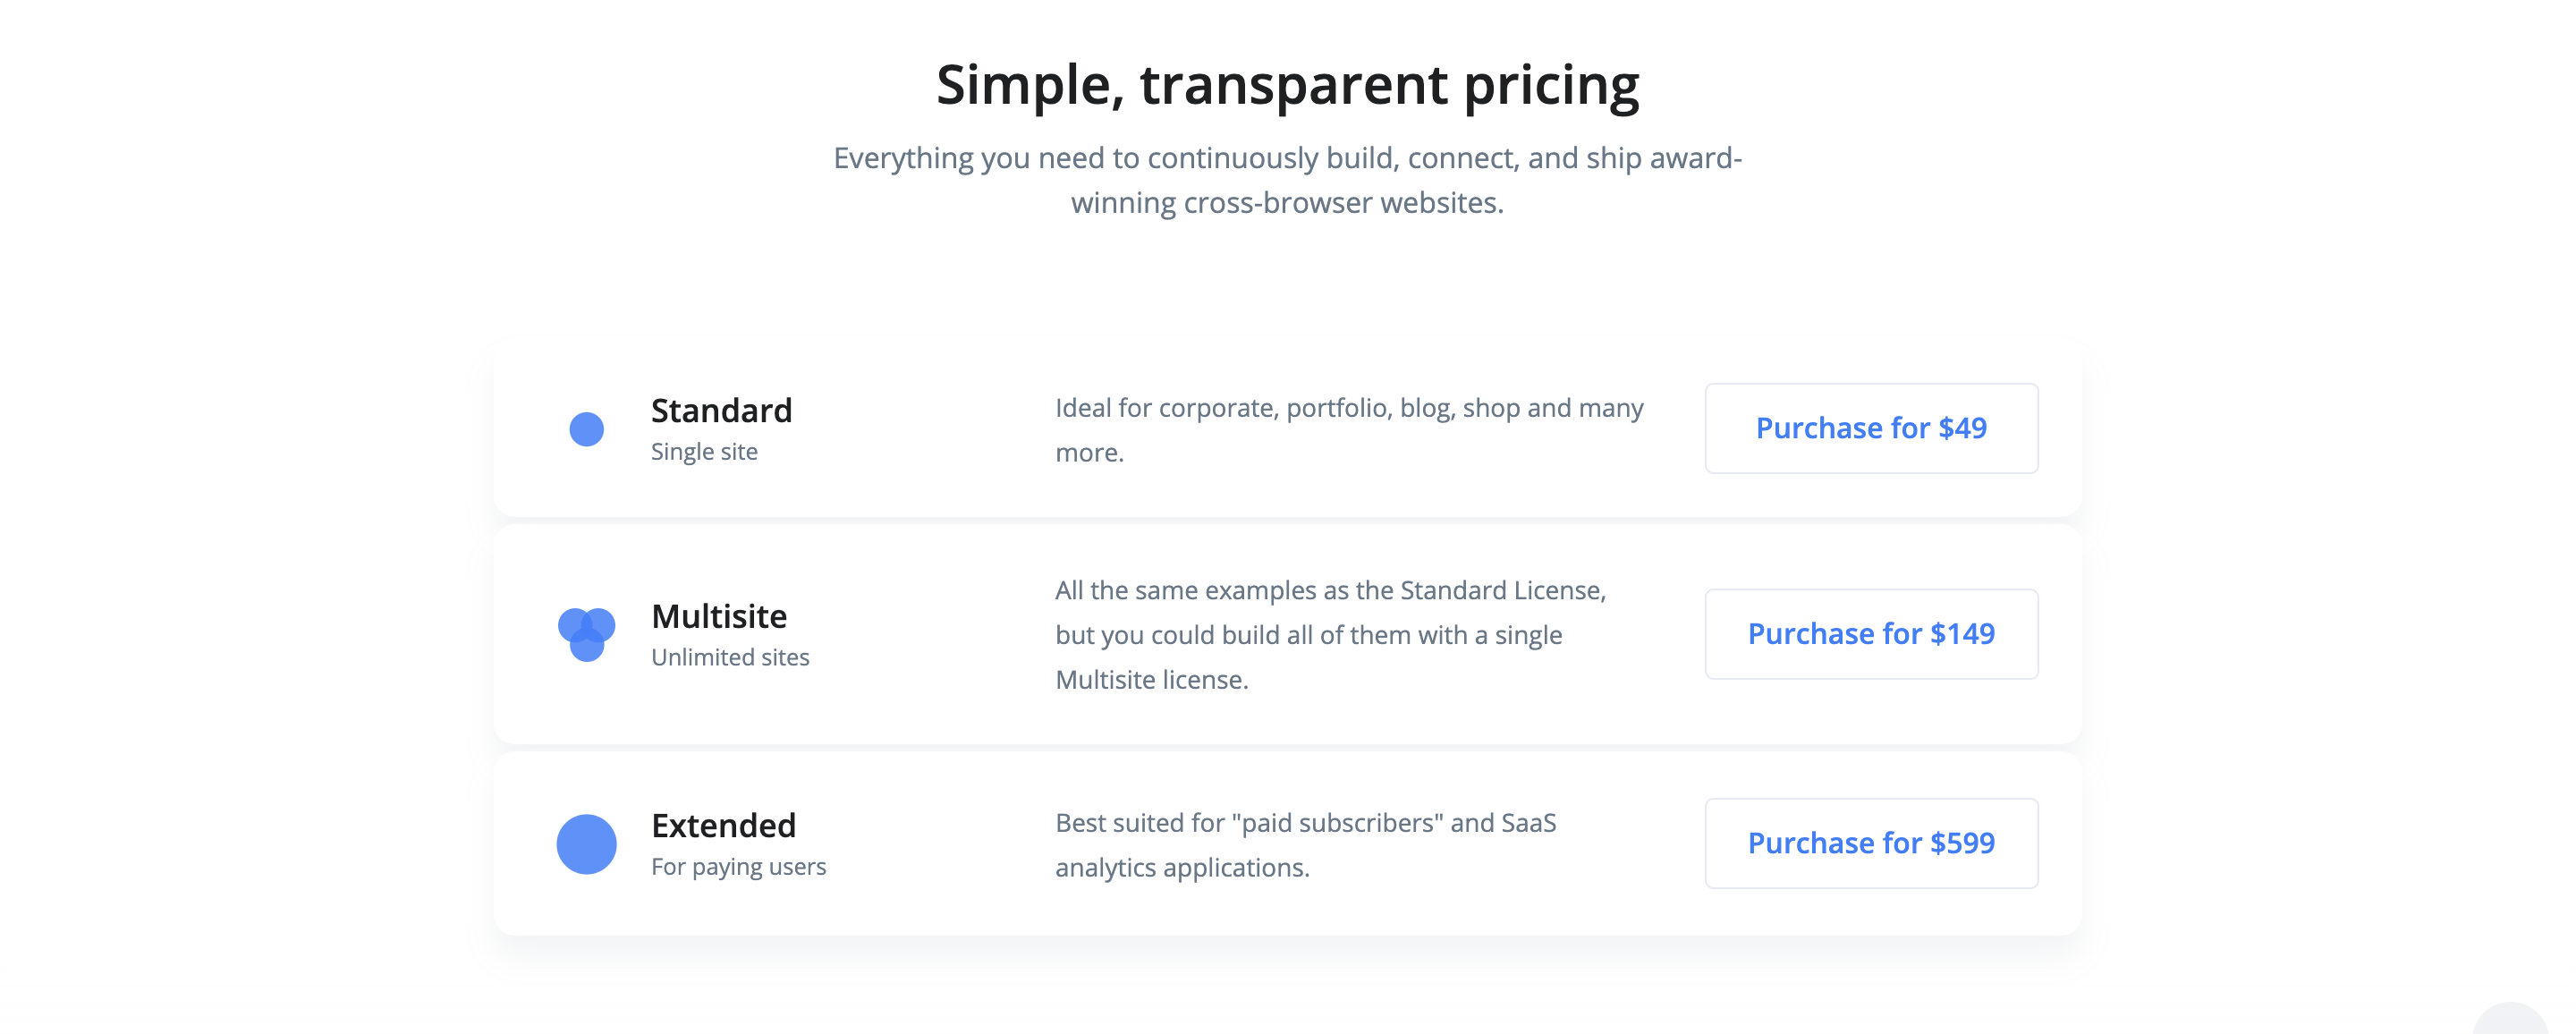 Simple, transparent pricing
Everything you need to continuously build, connect, and ship award-
winning cross-browser websites.
Standard
Single site
Ideal for corporate, portfolio, blog, shop and many
more.
Purchase for $49
Multisite
Unlimited sites
All the same examples as the Standard License,
but you could build all of them with a single
Multisite license.
Purchase for $149
Extended
For paying users
Best suited for "paid subscribers" and SaaS
analytics applications.
Purchase for $599